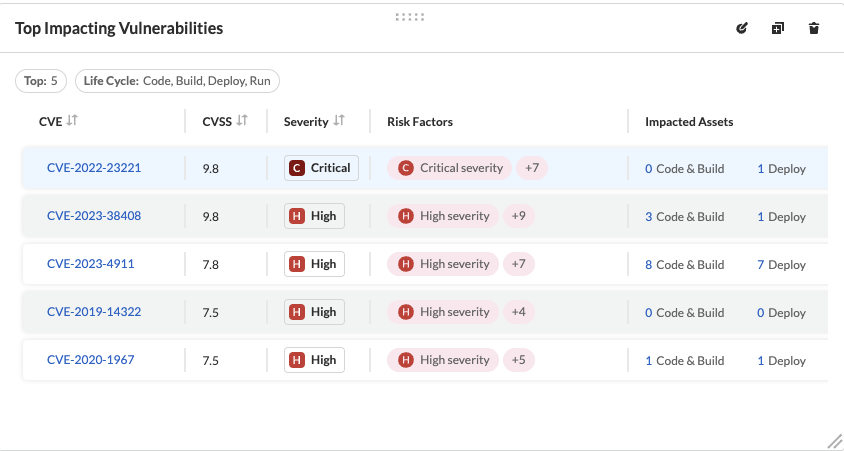 Top Impacting Vulnerabilities
Top: 5 Life Cycle: Code, Build, Deploy, Run
CVE CVSS Severity Risk Factors Impacted Assets
CVE-2022-23221 9.8 C Critical C Critical severity +7 0 Code & Build 1 Deploy
CVE-2023-38408 9.8 H High H High severity +9 3 Code & Build 1 Deploy
CVE-2023-4911 7.8 H High H High severity +7 8 Code & Build 7 Deploy
CVE-2019-14322 7.5 H High H High severity +4 0 Code & Build 0 Deploy
CVE-2020-1967 7.5 H High H High severity +5 1 Code & Build 1 Deploy